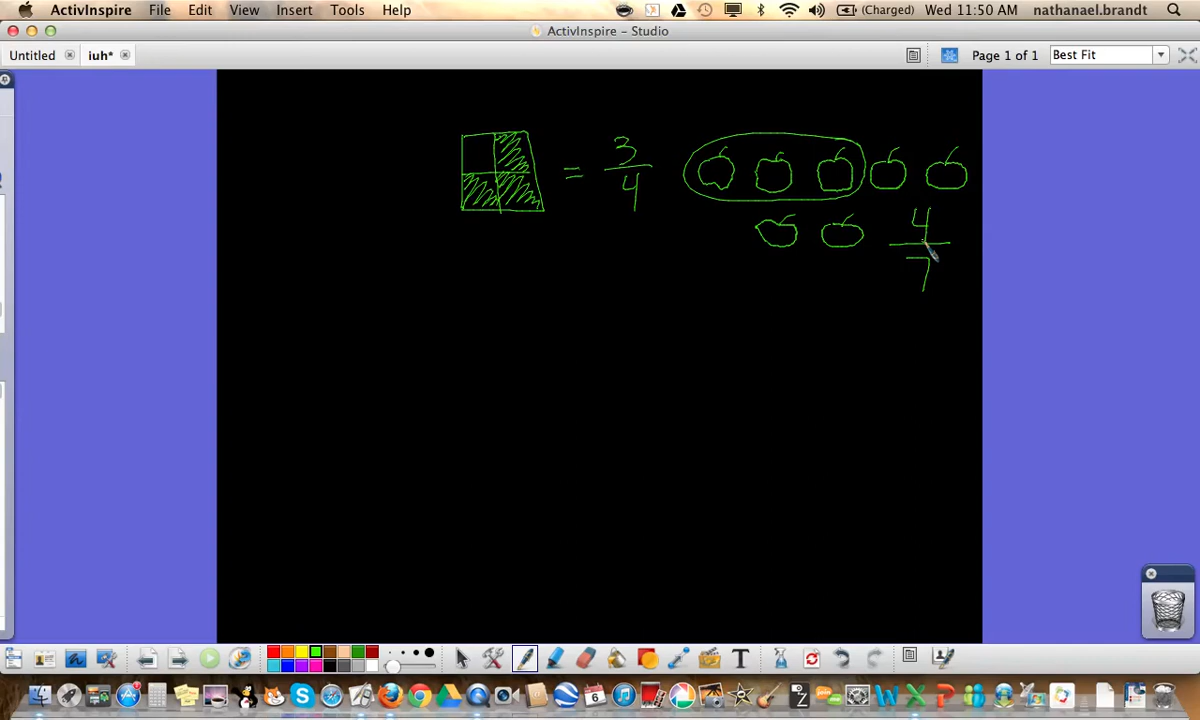 ActivInspire File Edit View Insert Tools Help (Charged) Wed 11:50 AM nathanael.brandt
ActivInspire – Studio
Untitled iuh* Page 1 of 1 Best Fit
= 3/4
4/7